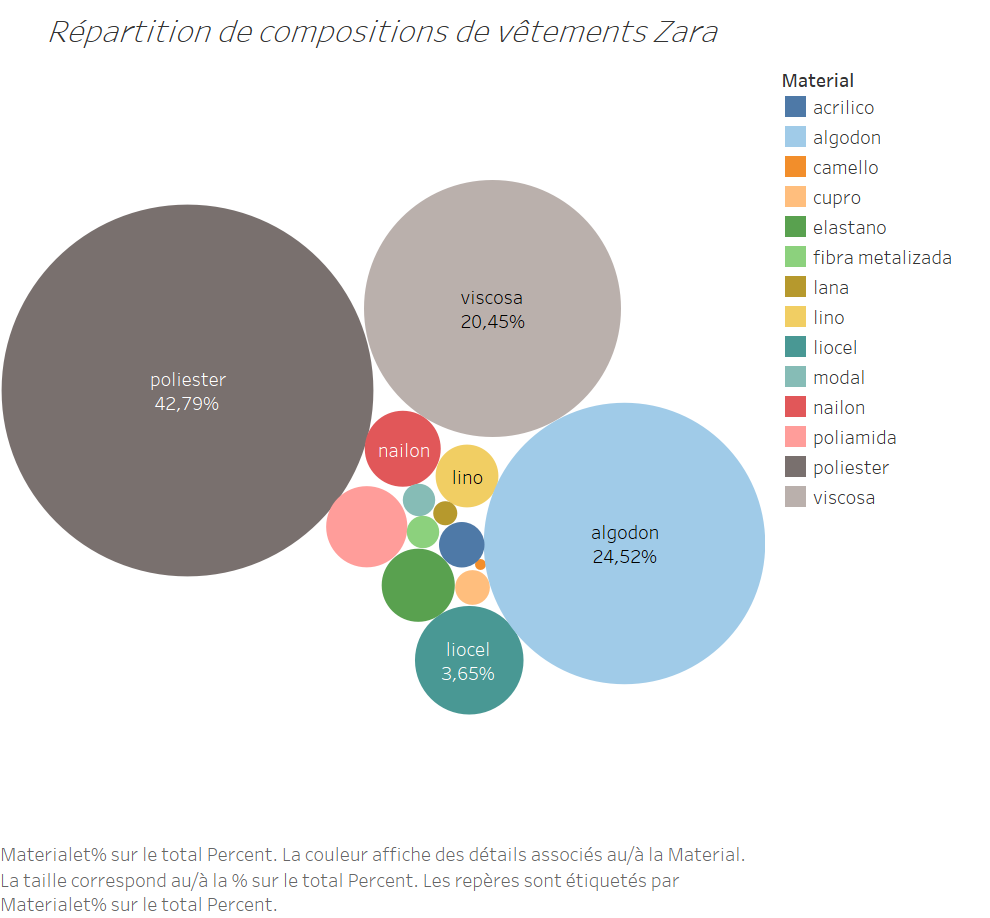 Répartition de compositions de vêtements Zara
Material
acrilico
algodon
camello
cupro
elastano
fibra metalizada
lana
lino
liocel
modal
nailon
poliamida
poliester
viscosa
viscosa
20,45%
poliester
42,79%
nailon
lino
algodon
24,52%
liocel
3,65%
Materialet% sur le total Percent. La couleur affiche des détails associés au/à la Material.
La taille correspond au/à la % sur le total Percent. Les repères sont étiquetés par
Materialet% sur le total Percent.